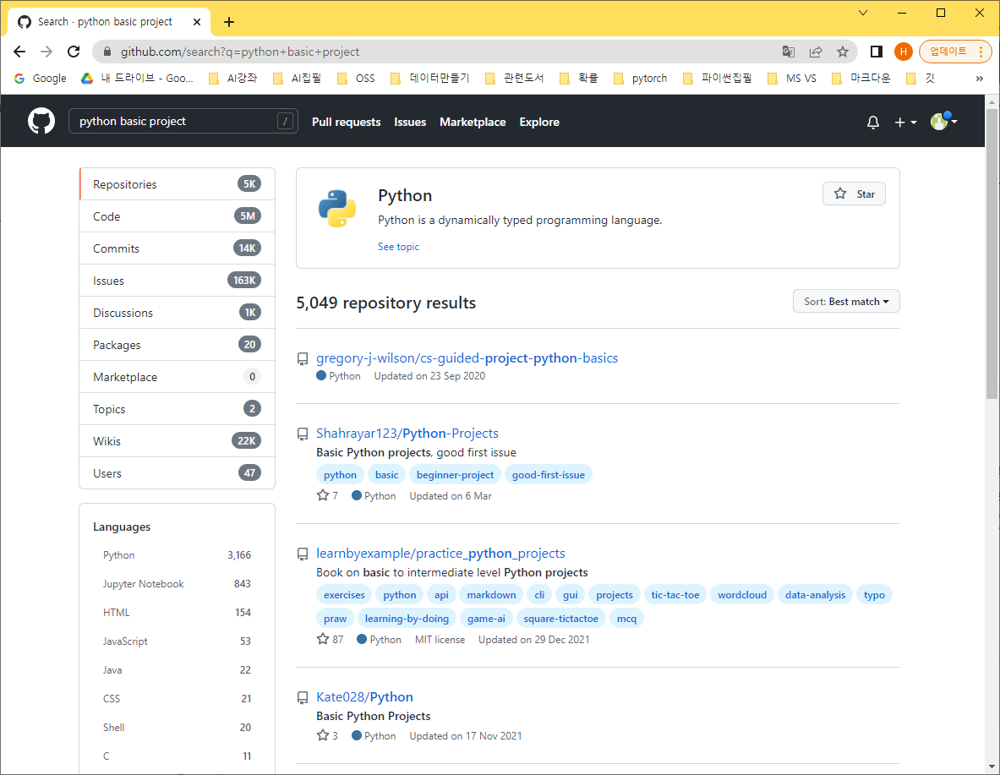 Search · python basic project
github.com/search?q=python+basic+project
H
업데이트
Google
내 드라이브 - Goo...
AI강좌
AI집필
OSS
데이터만들기
관련도서
확률
pytorch
파이썬집필
MS VS
마크다운
깃
»
python basic project /
Pull requests Issues Marketplace Explore
Repositories 5K
Code 5M
Commits 14K
Issues 163K
Discussions 1K
Packages 20
Marketplace 0
Topics 2
Wikis 22K
Users 47
Languages
Python 3,166
Jupyter Notebook 843
HTML 154
JavaScript 53
Java 22
CSS 21
Shell 20
C 11
Python
Star
Python is a dynamically typed programming language.
See topic
5,049 repository results
Sort: Best match
gregory-j-wilson/cs-guided-project-python-basics
Python Updated on 23 Sep 2020
Shahrayar123/Python-Projects
Basic Python projects, good first issue
python basic beginner-project good-first-issue
7 Python Updated on 6 Mar
learnbyexample/practice_python_projects
Book on basic to intermediate level Python projects
exercises python api markdown cli gui projects tic-tac-toe wordcloud data-analysis typo
praw learning-by-doing game-ai square-tictactoe mcq
87 Python MIT license Updated on 29 Dec 2021
Kate028/Python
Basic Python Projects
3 Python Updated on 17 Nov 2021